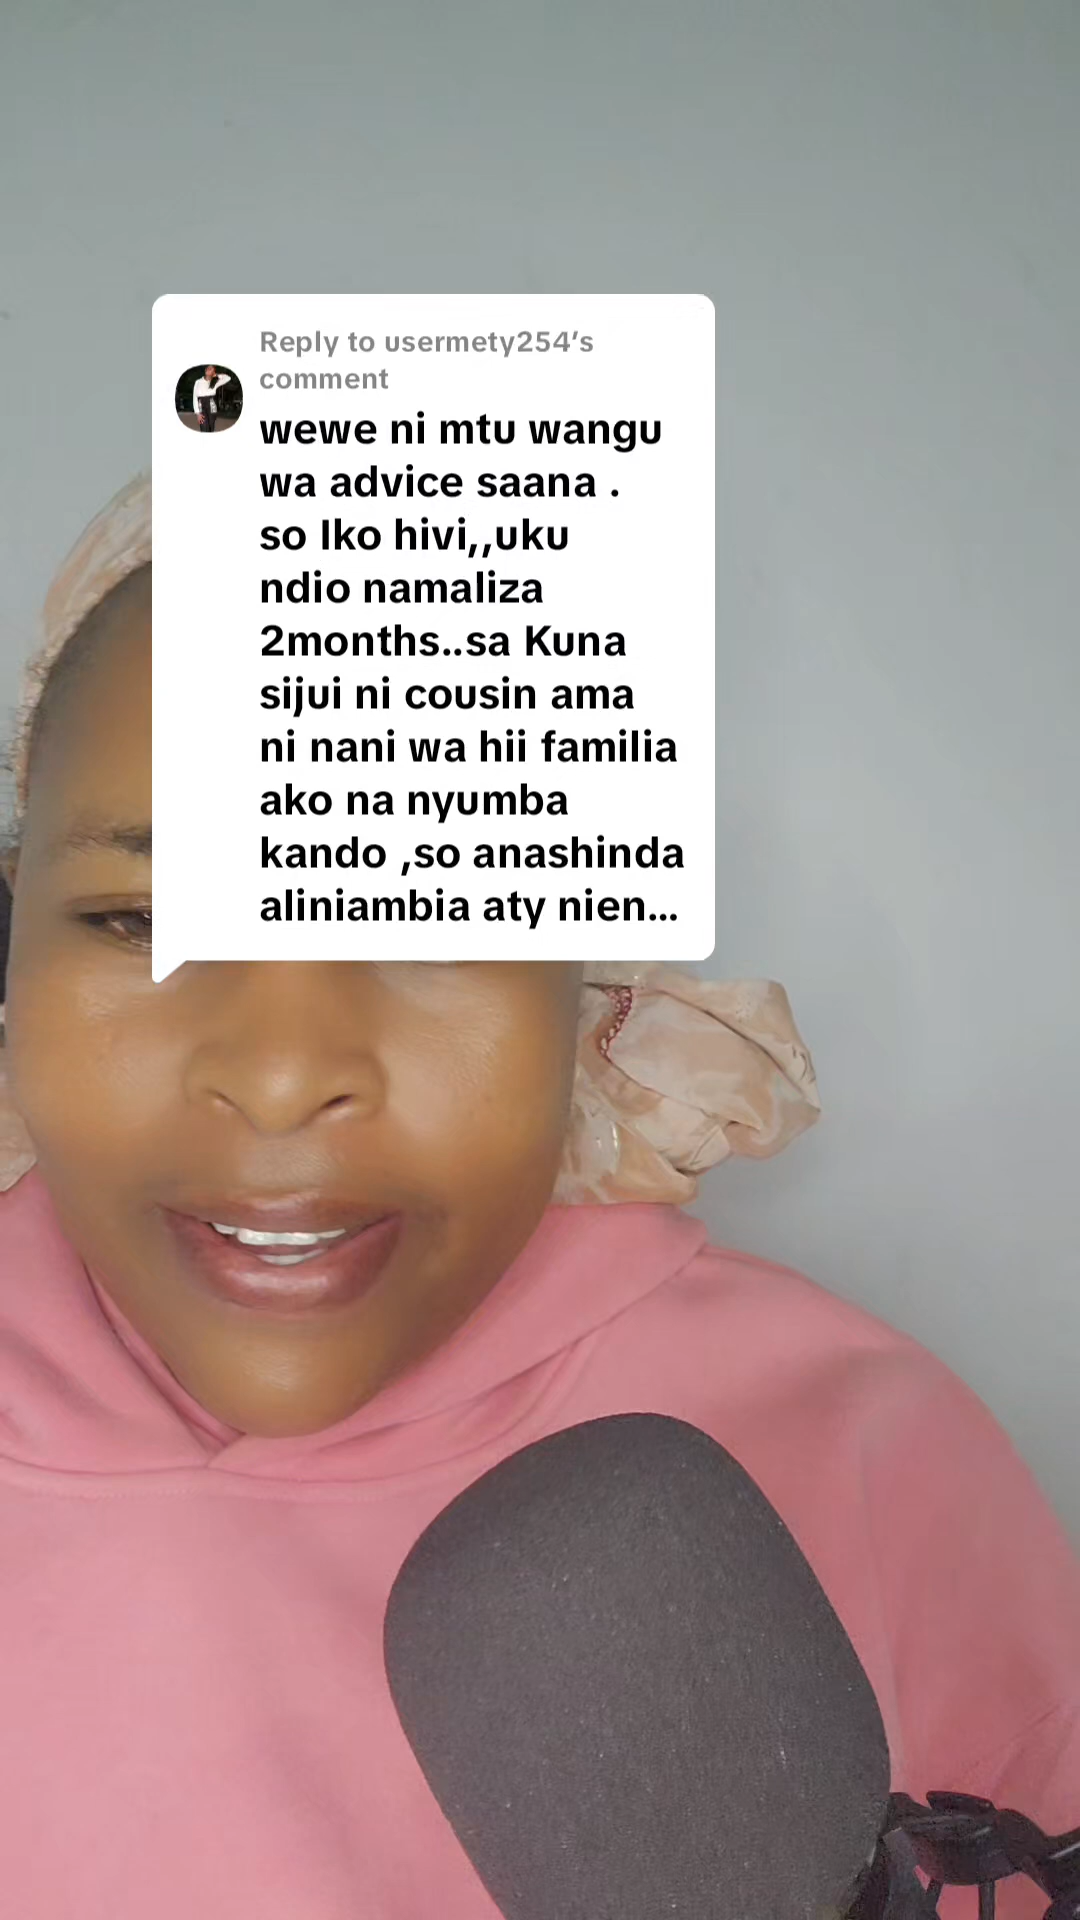 Reply to usermety254's
comment
wewe ni mtu wangu
wa advice saana .
so Iko hivi,,uku
ndio namaliza
2months..sa Kuna
sijui ni cousin ama
ni nani wa hii familia
ako na nyumba
kando ,so anashinda
aliniambia aty nien...